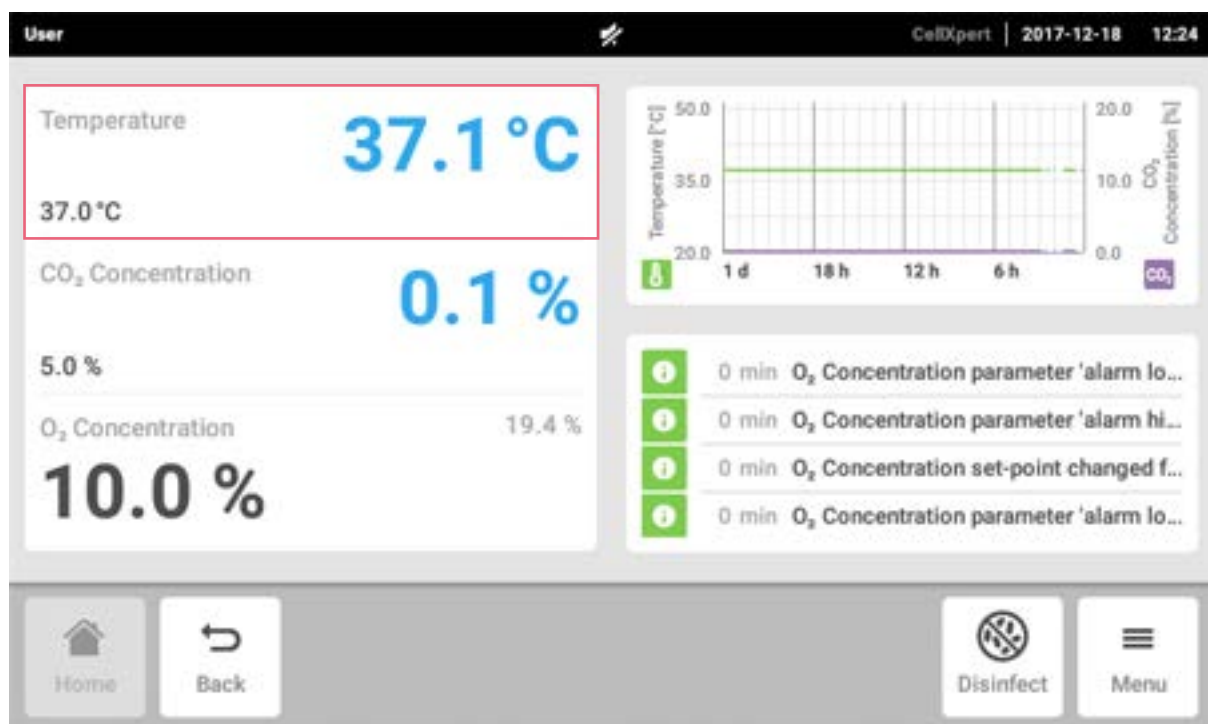 User
CellXpert | 2017-12-18 12:24
Temperature
37.1 °C
37.0 °C
CO₂ Concentration
0.1 %
5.0 %
O₂ Concentration
19.4 %
10.0 %
Temperature [°C]
50.0
35.0
20.0
1 d 18 h 12 h 6 h
20.0
10.0
0.0
CO₂
Concentration [%]
CO₂
0 min O₂ Concentration parameter 'alarm lo...
0 min O₂ Concentration parameter 'alarm hi...
0 min O₂ Concentration set-point changed f...
0 min O₂ Concentration parameter 'alarm lo...
Home
Back
Disinfect
Menu